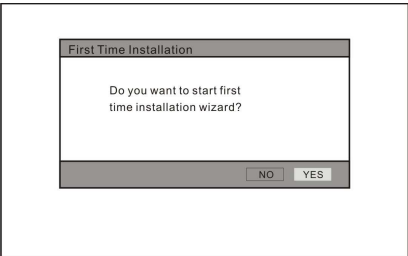 First Time Installation
Do you want to start first
time installation wizard?
NO YES